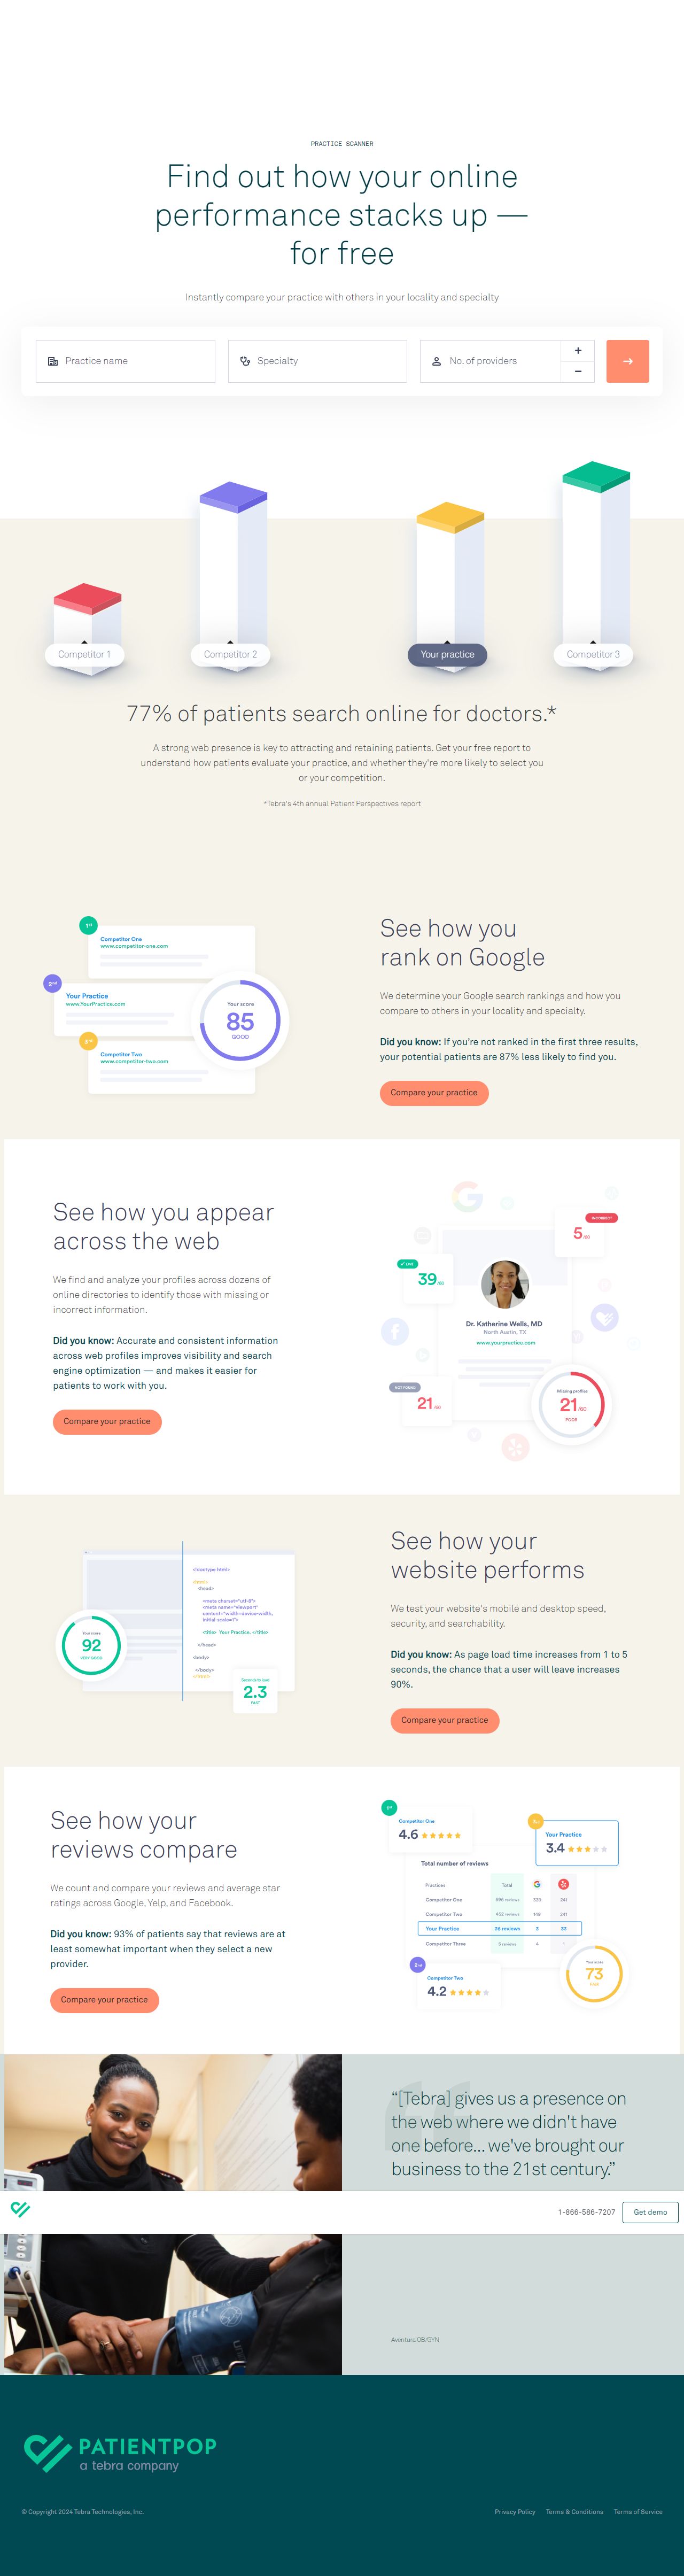 PRACTICE SCANNER
Find out how your online
performance stacks up —
for free
Instantly compare your practice with others in your locality and specialty
Practice name
Specialty
No. of providers
+
−
Competitor 1
Competitor 2
Your practice
Competitor 3
77% of patients search online for doctors.*
A strong web presence is key to attracting and retaining patients. Get your free report to
understand how patients evaluate your practice, and whether they're more likely to select you
or your competition.
*Tebra's 4th annual Patient Perspectives report
1st
Competitor One
www.competitor-one.com
2nd
Your Practice
www.YourPractice.com
3rd
Competitor Two
www.competitor-two.com
Your score
85
GOOD
See how you
rank on Google
We determine your Google search rankings and how you
compare to others in your locality and specialty.
Did you know: If you're not ranked in the first three results,
your potential patients are 87% less likely to find you.
Compare your practice
See how you appear
across the web
We find and analyze your profiles across dozens of
online directories to identify those with missing or
incorrect information.
Did you know: Accurate and consistent information
across web profiles improves visibility and search
engine optimization — and makes it easier for
patients to work with you.
Compare your practice
INCORRECT
5/60
LIVE
39/60
Dr. Katherine Wells, MD
North Austin, TX
www.yourpractice.com
NOT FOUND
21/60
Missing profiles
21/60
POOR
<!doctype html>
<html>
<head>
<meta charset="utf-8">
<meta name="viewport"
content="width=device-width,
initial-scale=1">
<title> Your Practice. </title>
</head>
<body>
</body>
</html>
Your score
92
VERY GOOD
Seconds to load
2.3
FAST
See how your
website performs
We test your website's mobile and desktop speed,
security, and searchability.
Did you know: As page load time increases from 1 to 5
seconds, the chance that a user will leave increases
90%.
Compare your practice
See how your
reviews compare
We count and compare your reviews and average star
ratings across Google, Yelp, and Facebook.
Did you know: 93% of patients say that reviews are at
least somewhat important when they select a new
provider.
Compare your practice
1st
Competitor One
4.6
3rd
Your Practice
3.4
Total number of reviews
Practices Total
Competitor One 596 reviews 235 361
Competitor Two
Your Practice 36 reviews 3 33
Competitor Three
2nd
Competitor Two
4.2
Your score
73
FAIR
“[Tebra] gives us a presence on
the web where we didn't have
one before... we've brought our
business to the 21st century.”
1-866-586-7207
Get demo
Aventura OB/GYN
PATIENTPOP
a tebra company
© Copyright 2024 Tebra Technologies, Inc.
Privacy Policy Terms & Conditions Terms of Service